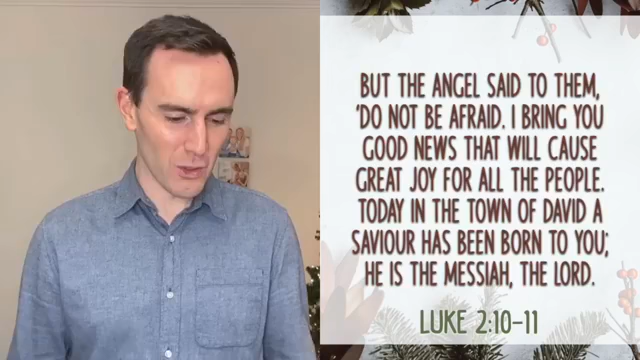 BUT THE ANGEL SAID TO THEM,
'DO NOT BE AFRAID. I BRING YOU
GOOD NEWS THAT WILL CAUSE
GREAT JOY FOR ALL THE PEOPLE.
TODAY IN THE TOWN OF DAVID A
SAVIOUR HAS BEEN BORN TO YOU;
HE IS THE MESSIAH, THE LORD.
LUKE 2:10-11